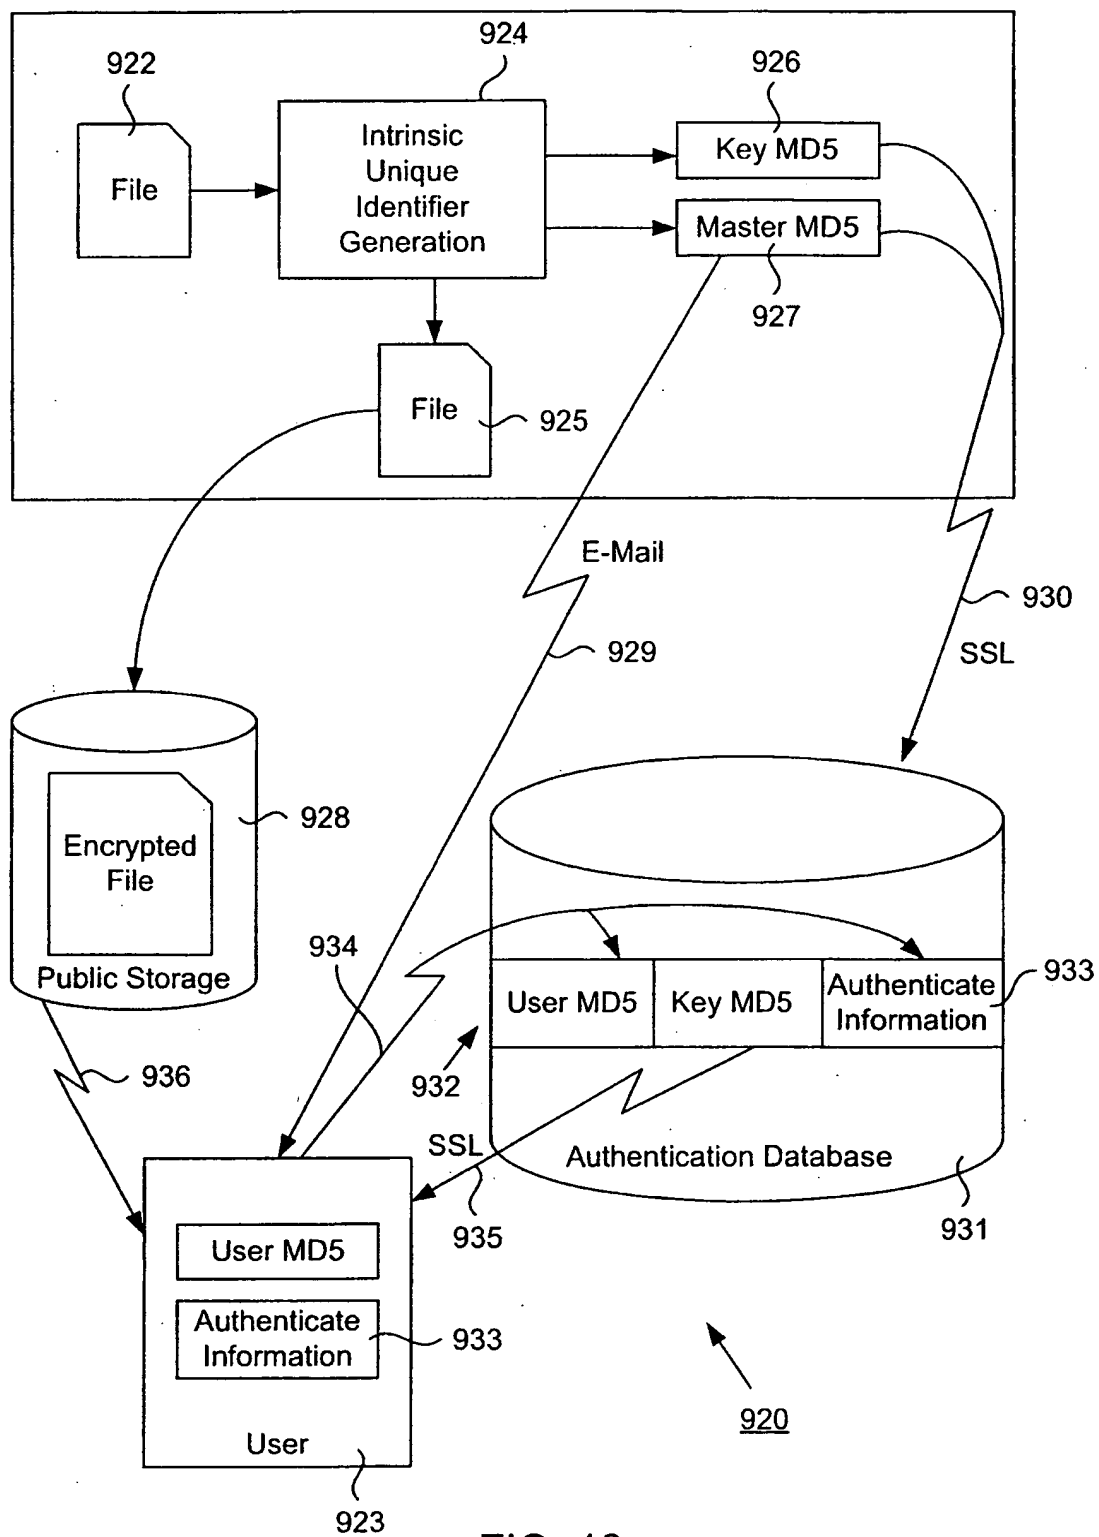 924
922
926
Intrinsic
Unique
Identifier
Generation
Key MD5
File
Master MD5
927
File
925
E-Mail
930
929
SSL
928
Encrypted
File
934
Public Storage
User MD5
Key MD5
Authenticate
Information
933
936
932
SSL
Authentication Database
931
935
User MD5
Authenticate
Information
933
920
User
923